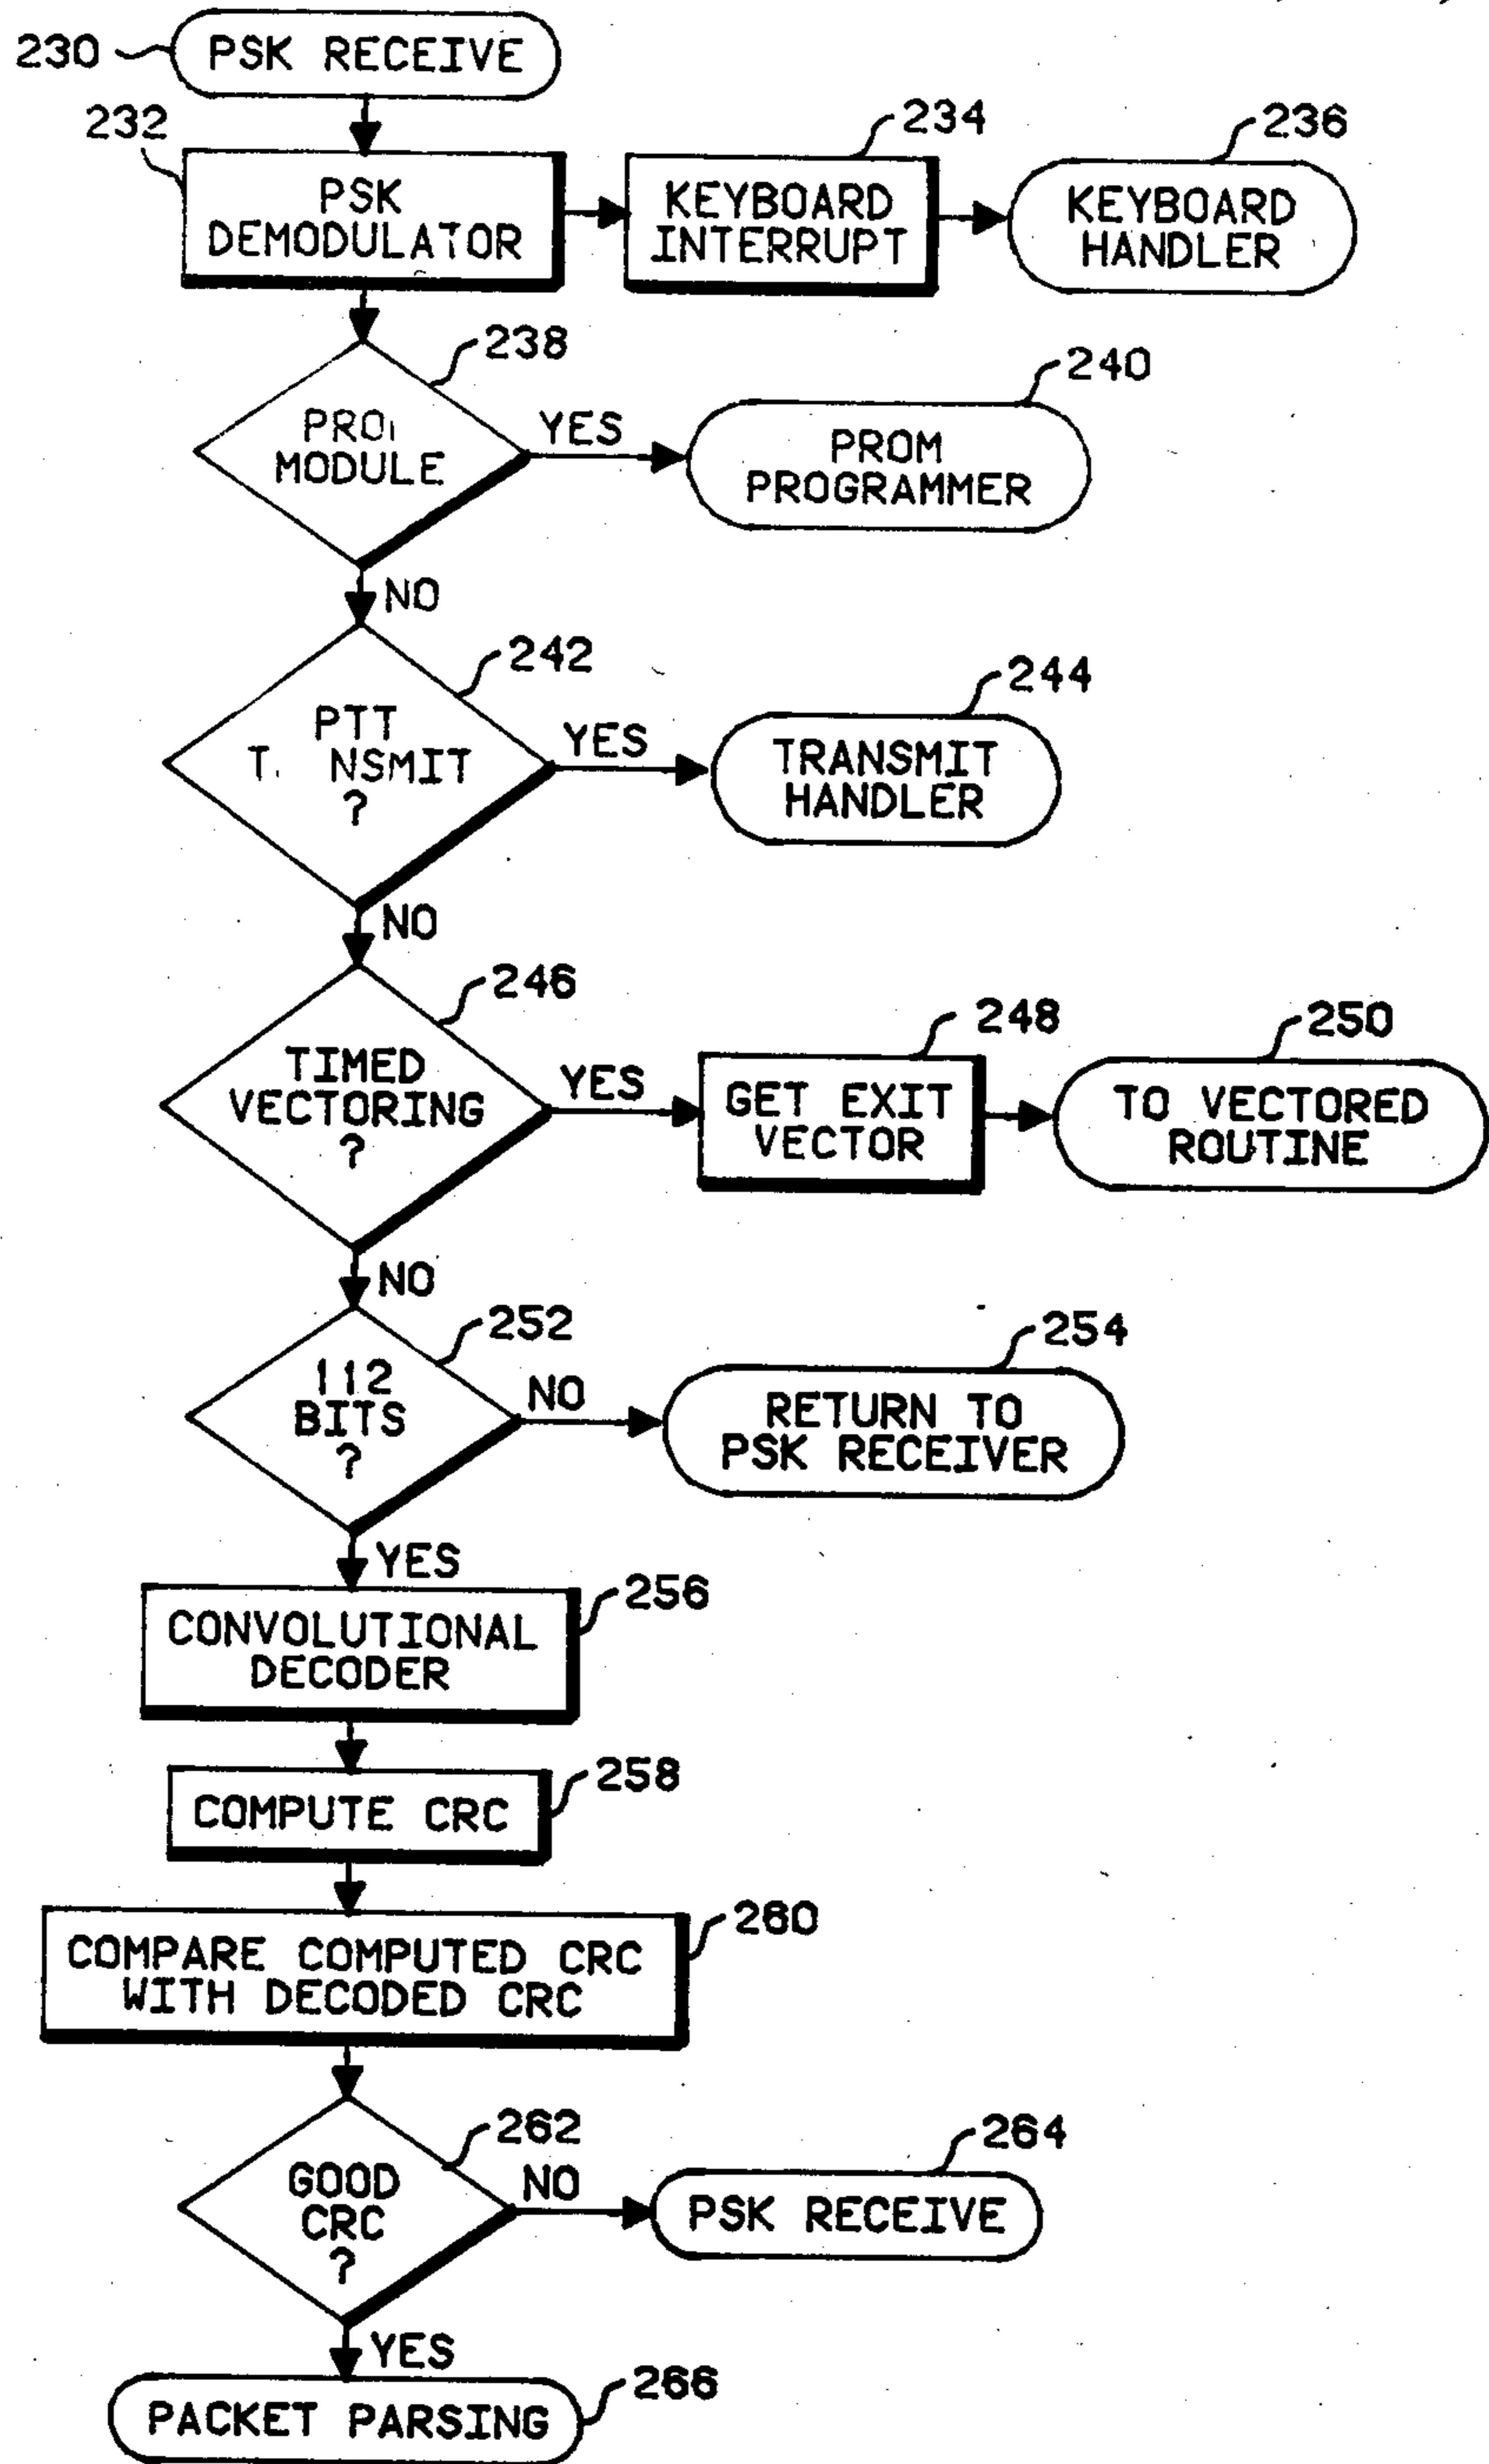 230
PSK RECEIVE
232
PSK
DEMODULATOR
234
KEYBOARD
INTERRUPT
236
KEYBOARD
HANDLER
238
MODULE
YES
240
PROM
PROGRAMMER
NO
242
PTT
?
YES
244
TRANSMIT
HANDLER
NO
246
TIMED
VECTORING
?
YES
248
GET EXIT
VECTOR
250
TO VECTORED
ROUTINE
NO
252
112
BITS
?
NO
254
RETURN TO
PSK RECEIVER
YES
256
CONVOLUTIONAL
DECODER
258
COMPUTE CRC
260
COMPARE COMPUTED CRC
WITH DECODED CRC
262
GOOD
CRC
?
NO
264
PSK RECEIVE
YES
266
PACKET PARSING